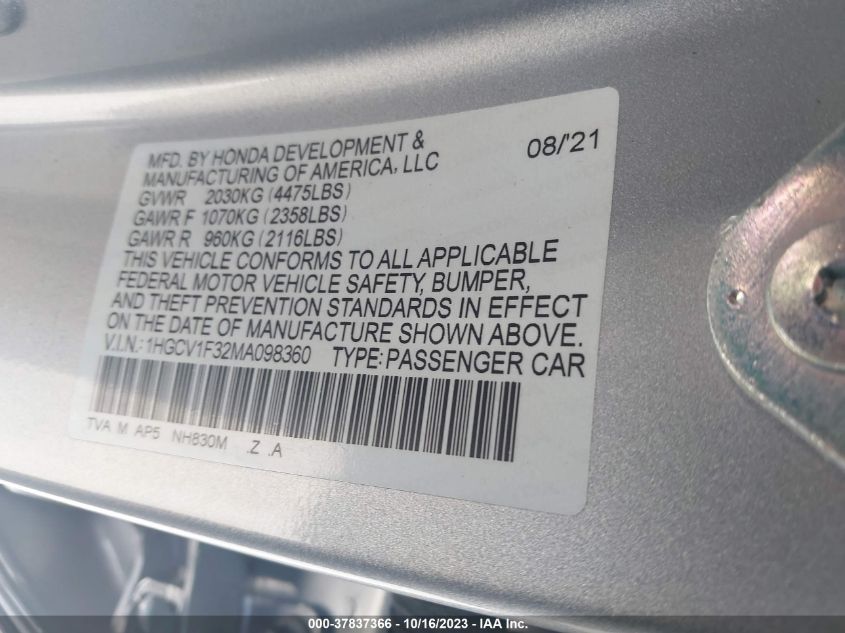 MFD. BY HONDA DEVELOPMENT & 08/'21
MANUFACTURING OF AMERICA, LLC
GVWR 2030KG (4475LBS)
GAWR F 1070KG (2358LBS)
GAWR R 960KG (2116LBS)
THIS VEHICLE CONFORMS TO ALL APPLICABLE
FEDERAL MOTOR VEHICLE SAFETY, BUMPER,
AND THEFT PREVENTION STANDARDS IN EFFECT
ON THE DATE OF MANUFACTURE SHOWN ABOVE.
V.I.N.: 1HGCV1F32MA098360 TYPE: PASSENGER CAR
TVA M AP5 NH830M .Z .A
000-37837366 - 10/16/2023 - IAAI.com